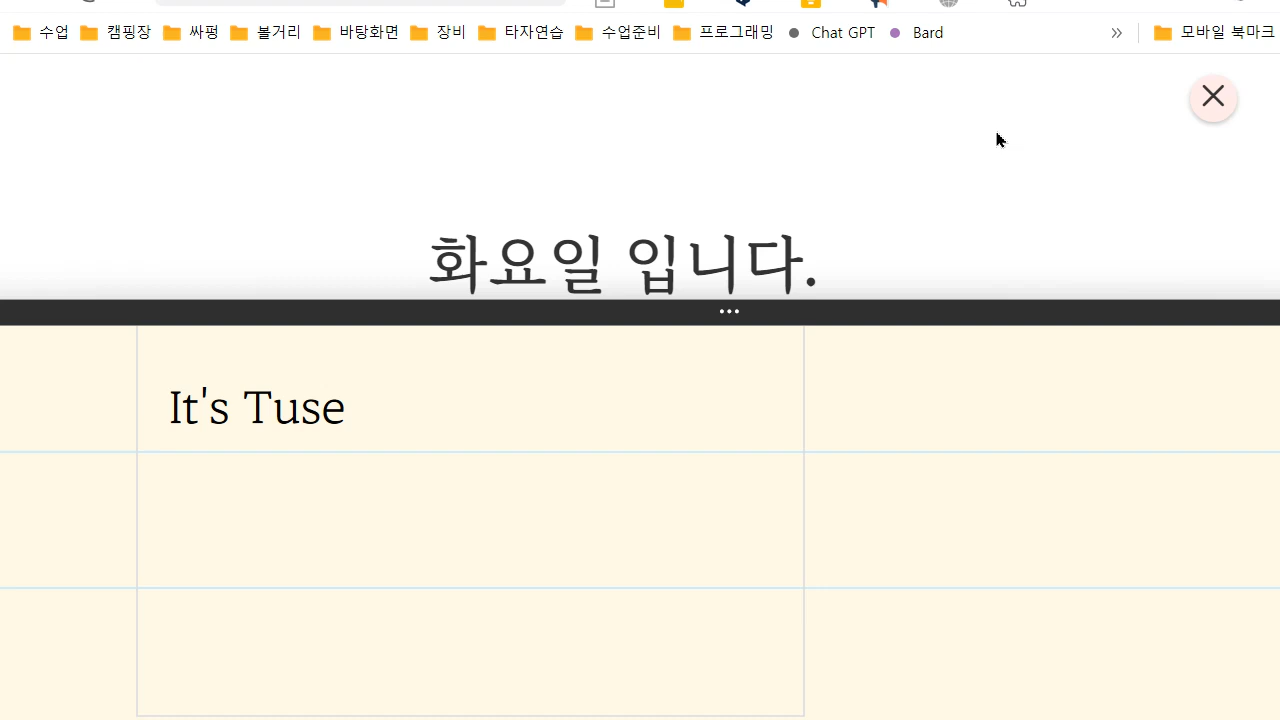 수업 캠핑장 싸펑 볼거리 바탕화면 장비 타자연습 수업준비 프로그래밍 Chat GPT Bard » 모바일 북마크
화요일 입니다.
It's Tuse